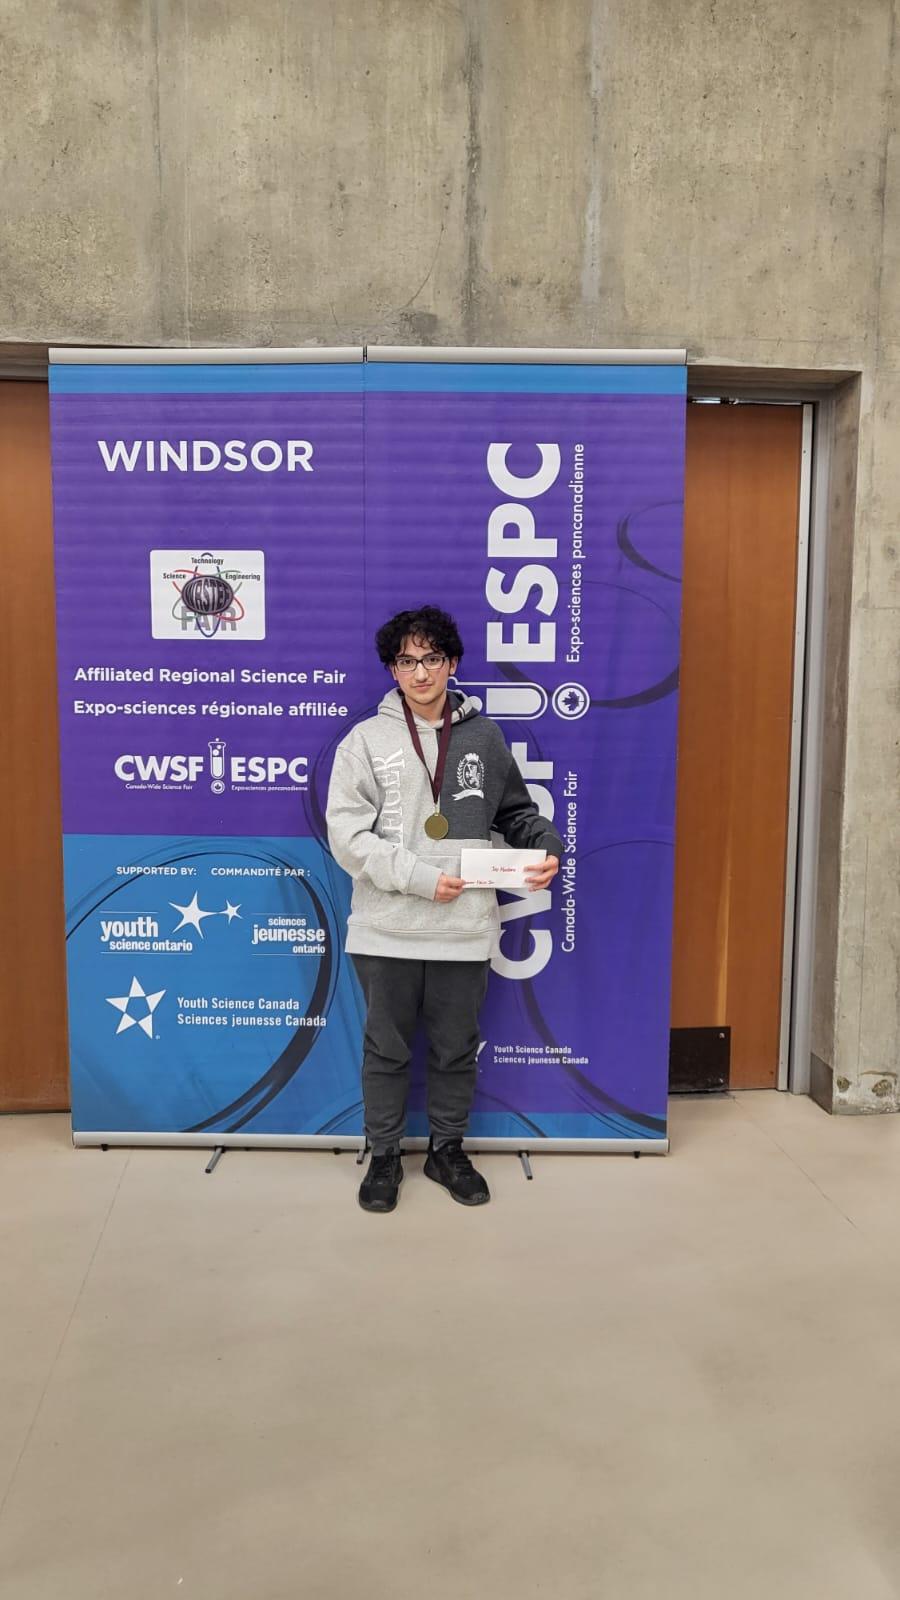 WINDSOR
Technology
Science Engineering
WASTEF
FAIR
Affiliated Regional Science Fair
Expo-sciences régionale affiliée
CWSF ESPC
Canada-Wide Science Fair Expo-sciences pancanadienne
SUPPORTED BY: COMMANDITÉ PAR :
youth
science ontario
sciences
jeunesse
ontario
Youth Science Canada
Sciences jeunesse Canada
CWSF ESPC
Canada-Wide Science Fair Expo-sciences pancanadienne
Youth Science Canada
Sciences jeunesse Canada